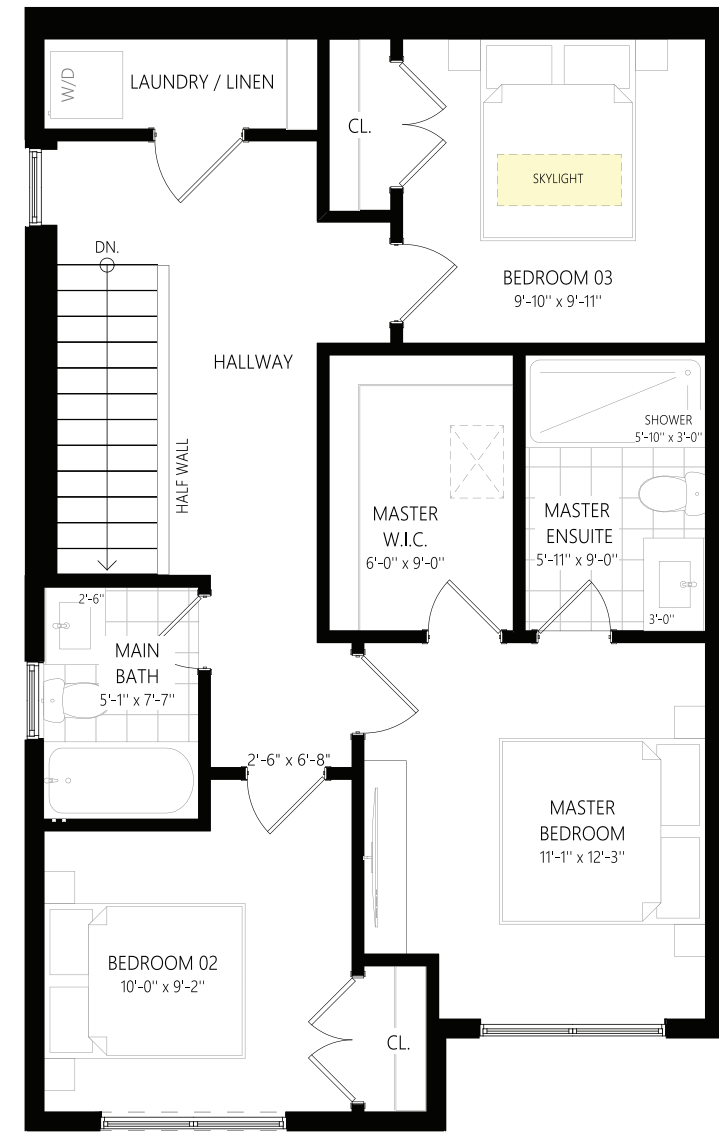 W/D
LAUNDRY / LINEN
CL.
SKYLIGHT
DN.
BEDROOM 03
9'-10" x 9'-11"
HALLWAY
SHOWER
5'-10" x 3'-0"
HALF WALL
MASTER
W.I.C.
6'-0" x 9'-0"
MASTER
ENSUITE
5'-11" x 9'-0"
3'-0"
2'-6"
MAIN
BATH
5'-1" x 7'-7"
2'-6" x 6'-8"
MASTER
BEDROOM
11'-1" x 12'-3"
BEDROOM 02
10'-0" x 9'-2"
CL.